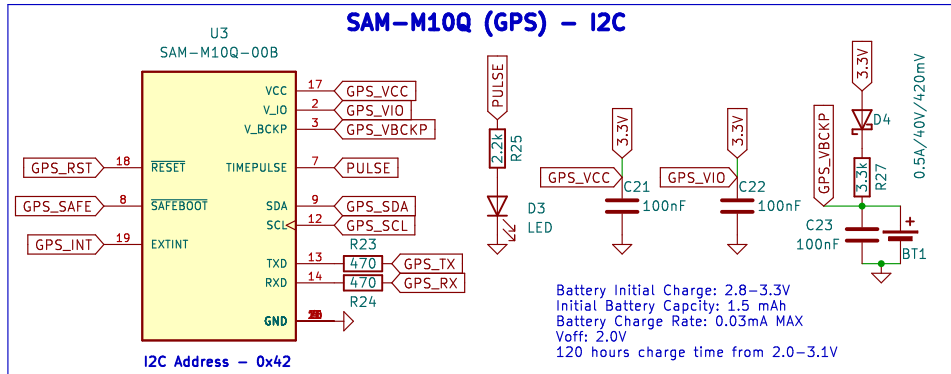 SAM-M10Q (GPS) - I2C
U3
SAM-M10Q-00B
VCC
17
GPS_VCC
V_IO
2
GPS_VIO
V_BCKP
3
GPS_VBCKP
GPS_RST
18
RESET
TIMEPULSE
7
PULSE
GPS_SAFE
8
SAFEBOOT
SDA
9
GPS_SDA
SCL
12
GPS_SCL
GPS_INT
19
EXTINT
R23
TXD
13
470
GPS_TX
RXD
14
470
GPS_RX
R24
GND
I2C Address - 0x42
PULSE
2.2k
R25
D3
LED
3.3V
GPS_VCC
C21
100nF
3.3V
GPS_VIO
C22
100nF
3.3V
D4
0.5A/40V/420mV
GPS_VBCKP
3.3k
R27
C23
100nF
+
BT1
Battery Initial Charge: 2.8-3.3V
Initial Battery Capcity: 1.5 mAh
Battery Charge Rate: 0.03mA MAX
Voff: 2.0V
120 hours charge time from 2.0-3.1V